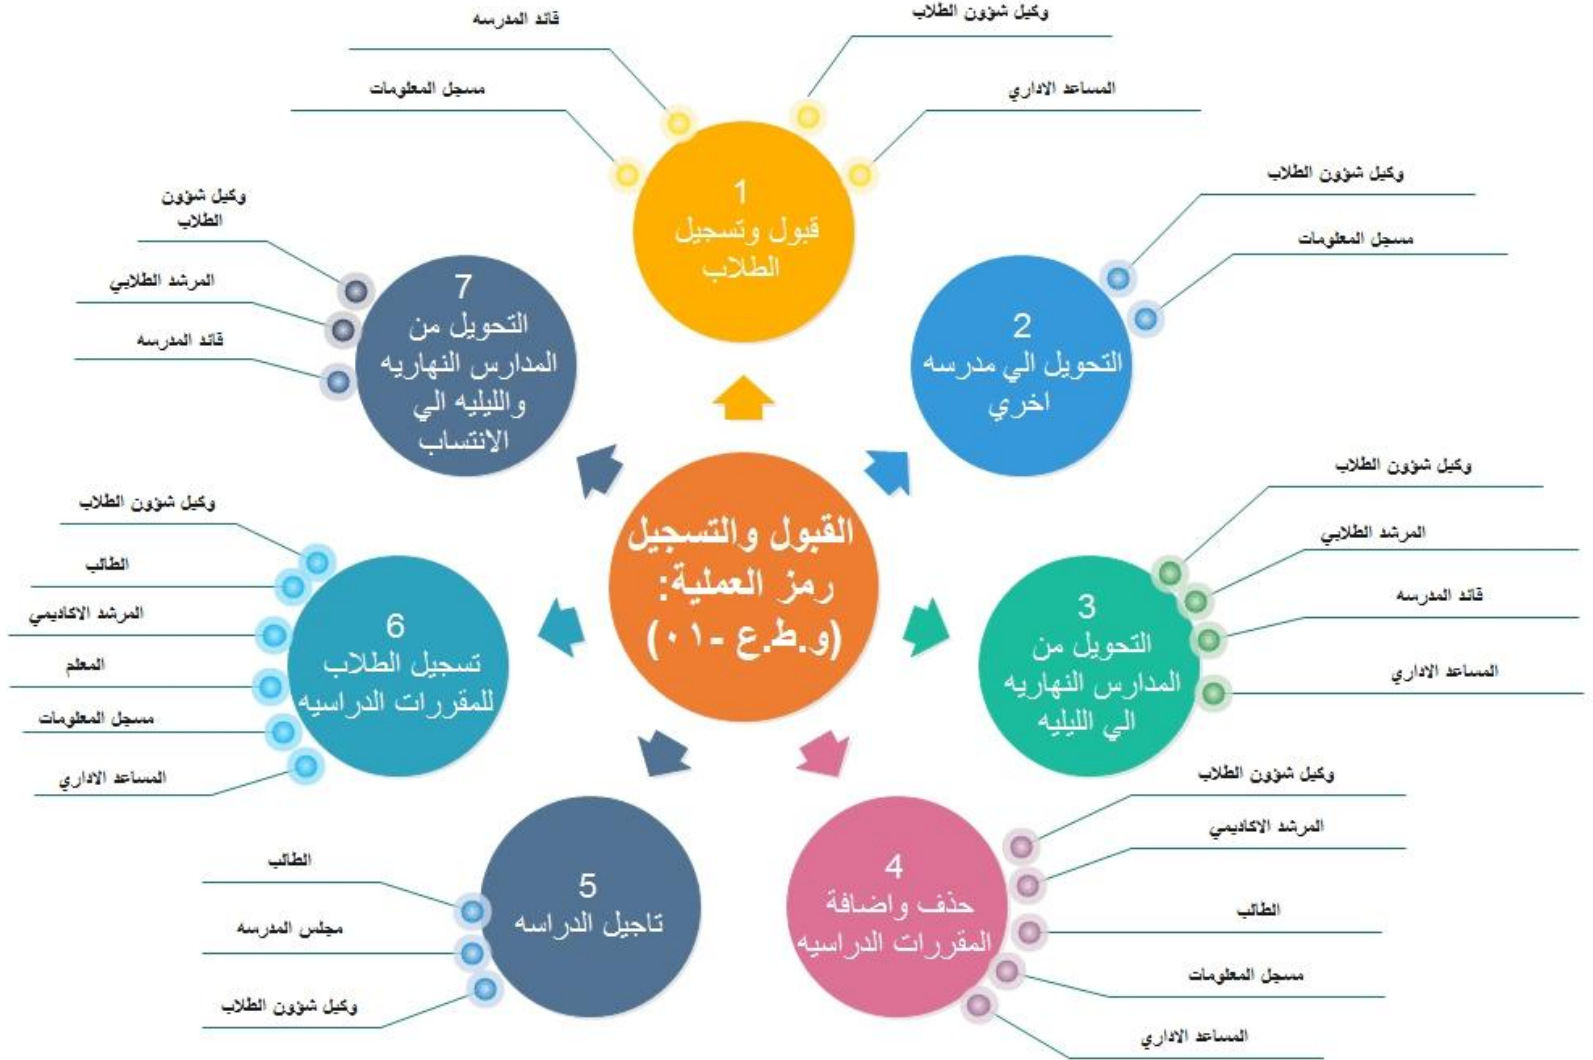 القبول والتسجيل
رمز العملية:
(و.ط.ع -٠١)
1
قبول وتسجيل
الطلاب
وكيل شؤون الطلاب
المساعد الاداري
قائد المدرسه
مسجل المعلومات
2
التحويل الي مدرسه
اخري
وكيل شوؤن الطلاب
مسجل المعلومات
3
التحويل من
المدارس النهاريه
الي الليليه
وكيل شؤون الطلاب
المرشد الطلابي
قائد المدرسه
المساعد الاداري
4
حذف واضافة
المقررات الدراسيه
وكيل شؤون الطلاب
المرشد الاكاديمي
الطالب
مسجل المعلومات
المساعد الاداري
5
تاجيل الدراسه
الطالب
مجلس المدرسه
وكيل شؤون الطلاب
6
تسجيل الطلاب
للمقررات الدراسيه
وكيل شؤون الطلاب
الطالب
المرشد الاكاديمي
المعلم
مسجل المعلومات
المساعد الاداري
7
التحويل من
المدارس النهاريه
والليليه الي
الانتساب
وكيل شؤون
الطلاب
المرشد الطلابي
قائد المدرسه